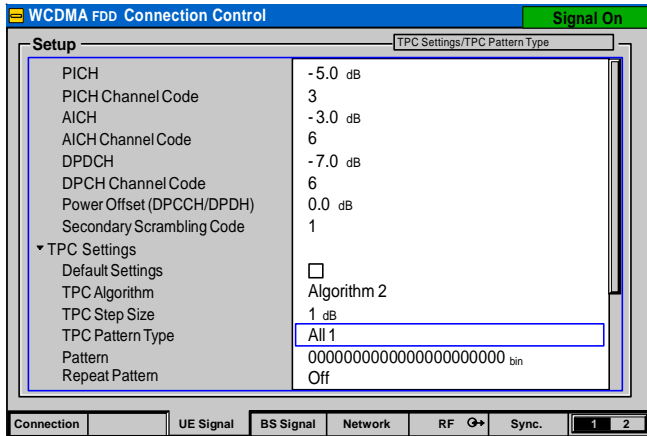 WCDMA FDD Connection Control
Signal On
Setup
TPC Settings/TPC Pattern Type
PICH -5.0 dB
PICH Channel Code 3
AICH -3.0 dB
AICH Channel Code 6
DPDCH -7.0 dB
DPCH Channel Code 6
Power Offset (DPCCH/DPDH) 0.0 dB
Secondary Scrambling Code 1
TPC Settings
Default Settings
TPC Algorithm Algorithm 2
TPC Step Size 1 dB
TPC Pattern Type All 1
Pattern 0000000000000000000000 bin
Repeat Pattern Off
Connection UE Signal BS Signal Network RF Sync. 1 2